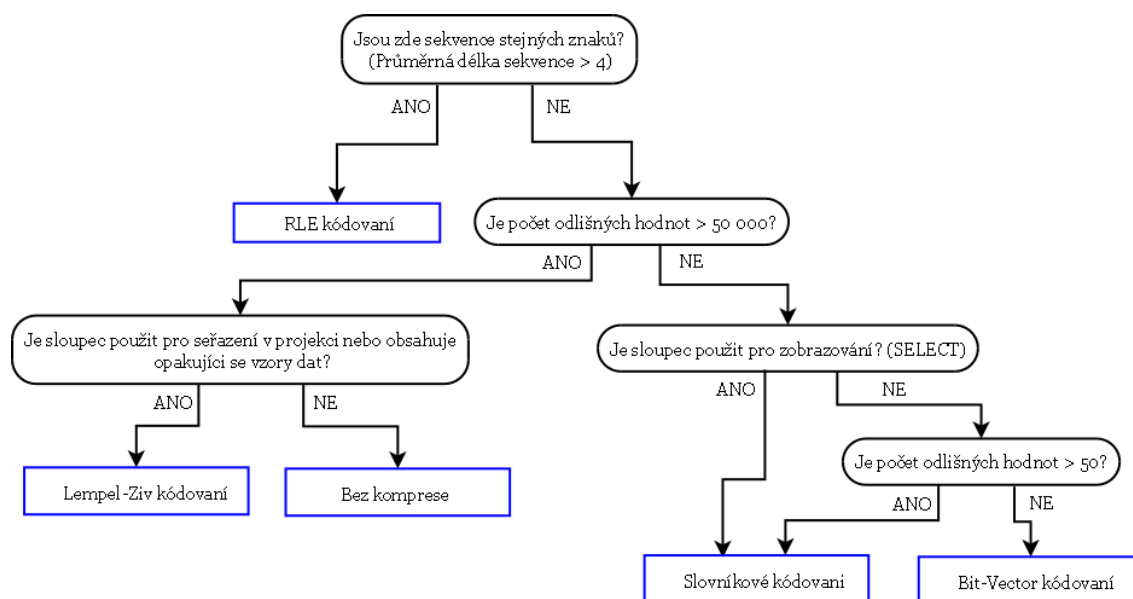 Jsou zde sekvence stejných znaků?
(Průměrná délka sekvence > 4)
ANO
NE
RLE kódovaní
Je počet odlišných hodnot > 50 000?
ANO
NE
Je sloupec použit pro seřazení v projekci nebo obsahuje
opakujíci se vzory dat?
Je sloupec použit pro zobrazování? (SELECT)
ANO
NE
ANO
NE
Je počet odlišných hodnot > 50?
Lempel-Ziv kódovaní
Bez komprese
ANO
NE
Slovníkové kódovani
Bit-Vector kódovaní